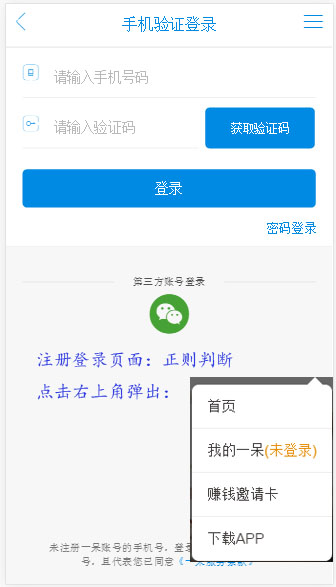 手机验证登录
请输入手机号码
请输入验证码
获取验证码
登录
密码登录
第三方账号登录
注册登录页面：正则判断
点击右上角弹出：
首页
我的一呆(未登录)
赚钱邀请卡
下载APP
未注册一呆账号的手机号，登录
号，且代表您已同意《一呆服务条款》